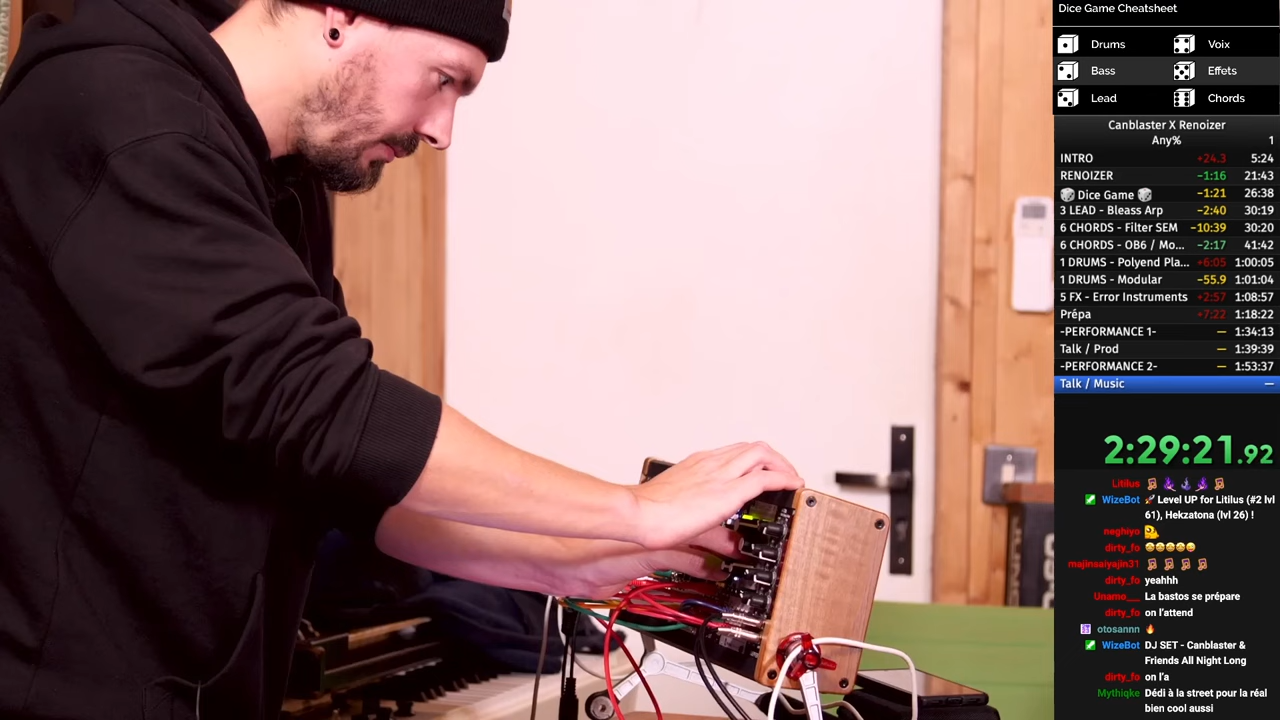 Dice Game Cheatsheet
Drums Voix
Bass Effets
Lead Chords
Canblaster X Renoizer
Any% 1
INTRO +24.3 5:24
RENOIZER −1:16 21:43
Dice Game −1:21 26:38
3 LEAD - Bleass Arp −2:40 30:19
6 CHORDS - Filter SEM −10:39 30:20
6 CHORDS - OB6 / Mo... −2:17 41:42
1 DRUMS - Polyend Pla... +6:05 1:00:05
1 DRUMS - Modular −55.9 1:01:04
5 FX - Error Instruments +2:57 1:08:57
Prépa +7:22 1:18:22
-PERFORMANCE 1- — 1:34:13
Talk / Prod — 1:39:39
-PERFORMANCE 2- — 1:53:37
Talk / Music —
2:29:21.92
Litilus
WizeBot 🚀 Level UP for Litilus (#2 lvl
61), Hekzatona (lvl 26) !
neghiyo
dirty_fo
majinsaiyajin31
dirty_fo yeahhh
Unamo__ La bastos se prépare
dirty_fo on l'attend
otosannn 🔥
WizeBot DJ SET - Canblaster &
Friends All Night Long
dirty_fo on l'a
Mythiqke Dédi à la street pour la réal
bien cool aussi